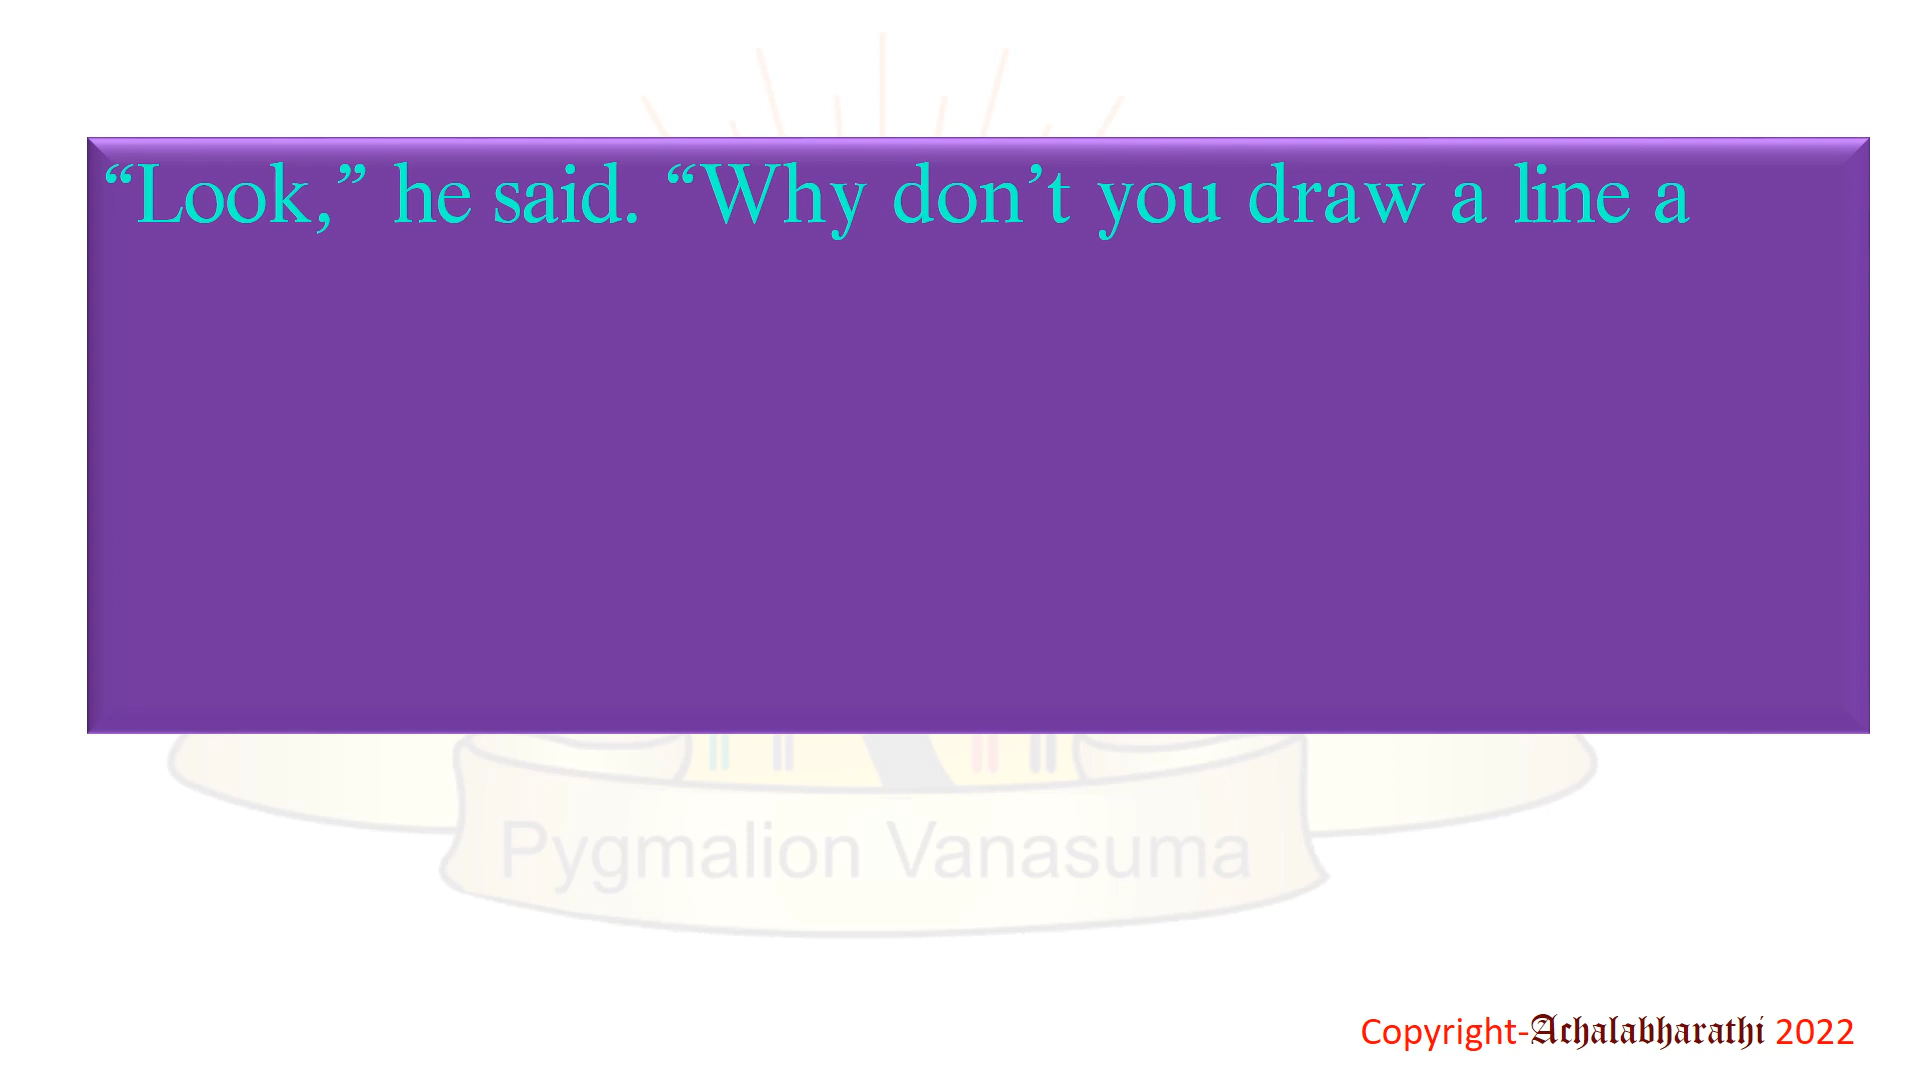 “Look,” he said. “Why don’t you draw a line a
Pygmalion Vanasuma
Copyright-Achalabharathi 2022